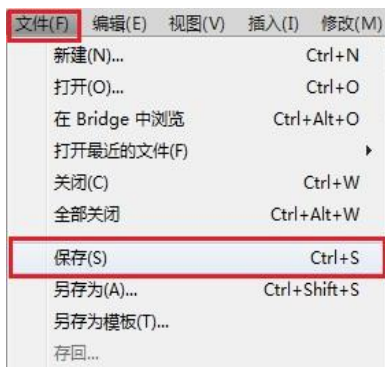 文件(F) 编辑(E) 视图(V) 插入(I) 修改(M)
新建(N)... Ctrl+N
打开(O)... Ctrl+O
在 Bridge 中浏览 Ctrl+Alt+O
打开最近的文件(F)
关闭(C) Ctrl+W
全部关闭 Ctrl+Alt+W
保存(S) Ctrl+S
另存为(A)... Ctrl+Shift+S
另存为模板(T)...
存回...